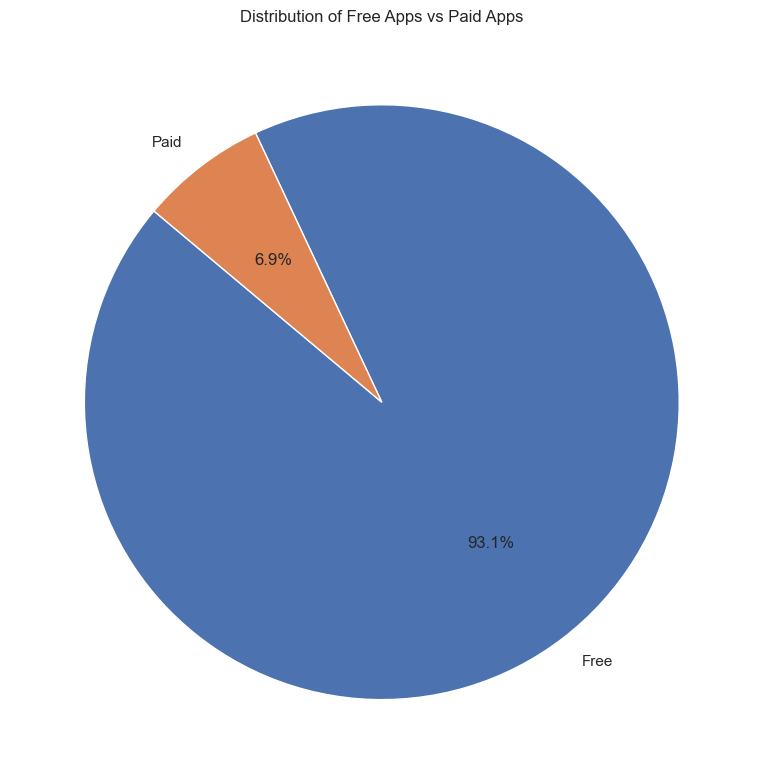 Distribution of Free Apps vs Paid Apps
Paid
6.9%
93.1%
Free